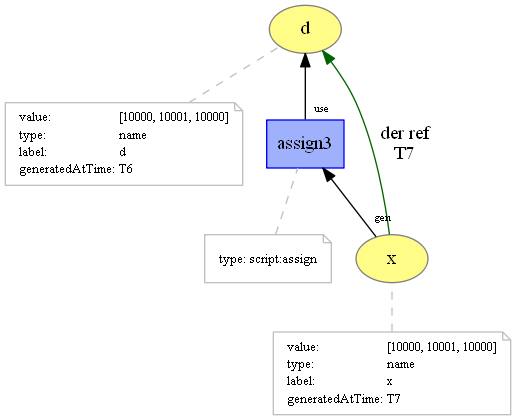 d
value: [10000, 10001, 10000]
type: name
label: d
generatedAtTime: T6
use
assign3
der ref
T7
gen
type: script:assign
x
value: [10000, 10001, 10000]
type: name
label: x
generatedAtTime: T7